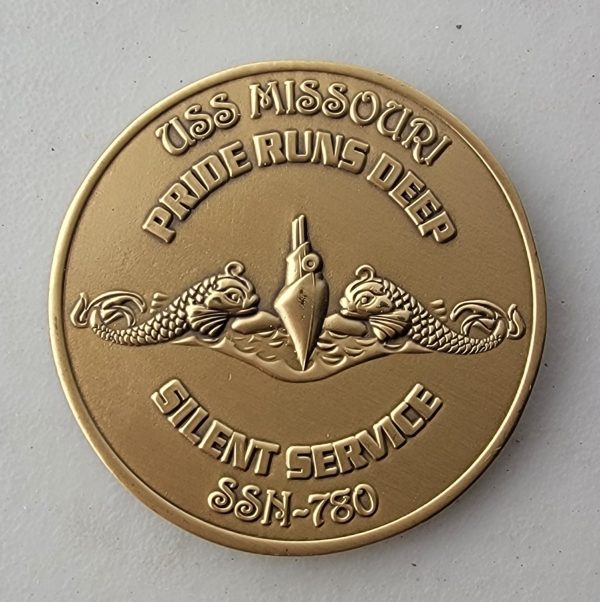 USS MISSOURI
PRIDE RUNS DEEP
SILENT SERVICE
SSN-780